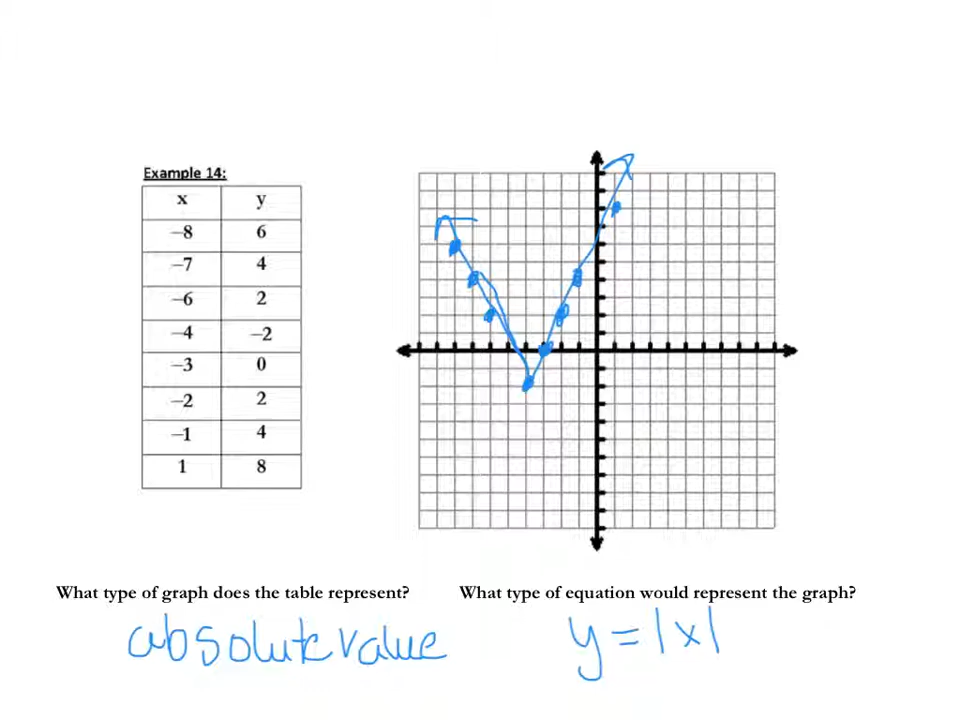 Example 14:
x y
−8 6
−7 4
−6 2
−4 −2
−3 0
−2 2
−1 4
1 8
What type of graph does the table represent? What type of equation would represent the graph?
absolute value y = |x|